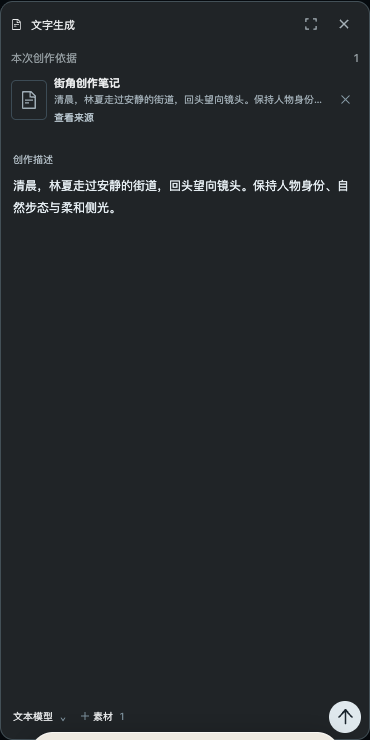 文字生成
本次创作依据 1
街角创作笔记
清晨，林夏走过安静的街道，回头望向镜头。保持人物身份...
查看来源
创作描述
清晨，林夏走过安静的街道，回头望向镜头。保持人物身份、自
然步态与柔和侧光。
文本模型 素材 1